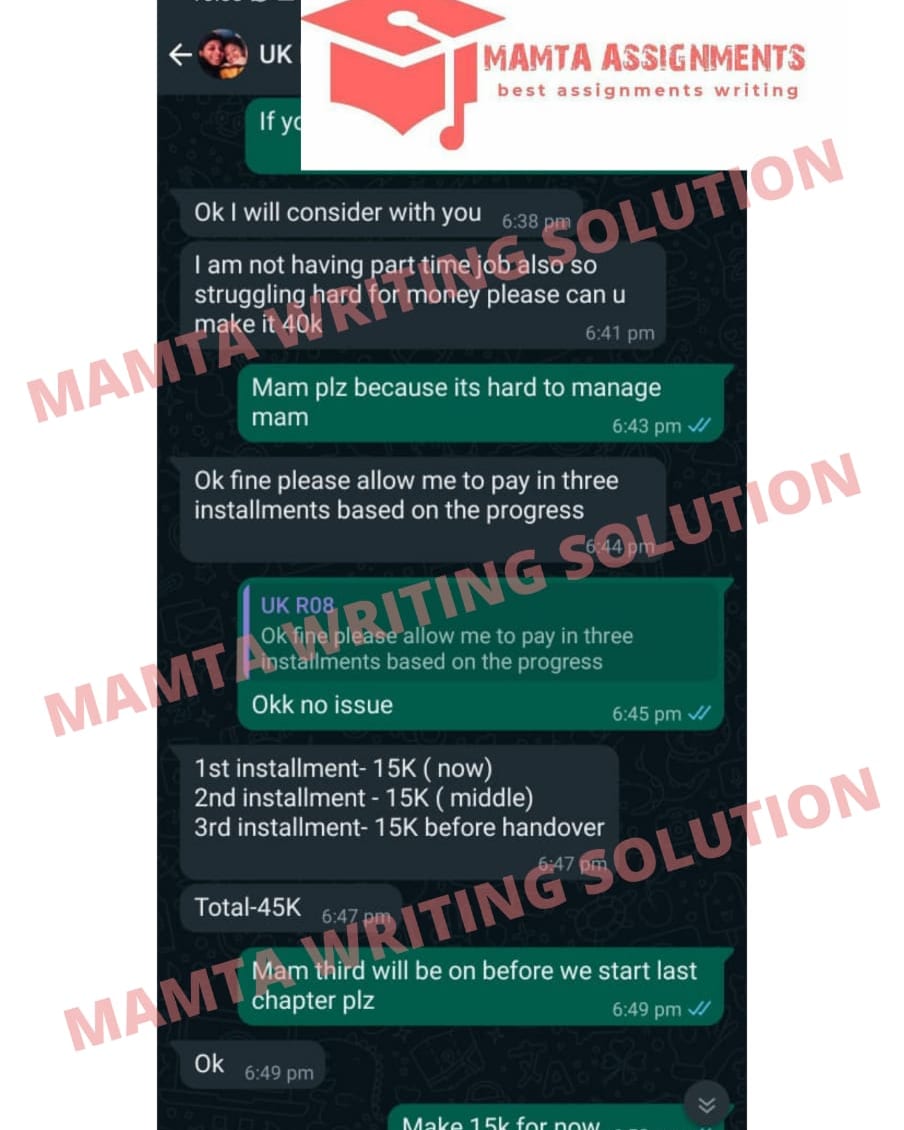 MAMTA ASSIGNMENTS
best assignments writing
UK
If yo
Ok I will consider with you 6:38 pm
I am not having part time job also so
struggling hard for money please can u
make it 40k
6:41 pm
Mam plz because its hard to manage
mam
6:43 pm
Ok fine please allow me to pay in three
installments based on the progress
6:44 pm
UK R08
Ok fine please allow me to pay in three
installments based on the progress
Okk no issue
6:45 pm
1st installment- 15K ( now)
2nd installment - 15K ( middle)
3rd installment- 15K before handover
6:47 pm
Total-45K 6:47 pm
Mam third will be on before we start last
chapter plz
6:49 pm
Ok 6:49 pm
Make 15k for now
MAMTA WRITING SOLUTION
MAMTA WRITING SOLUTION
MAMTA WRITING SOLUTION